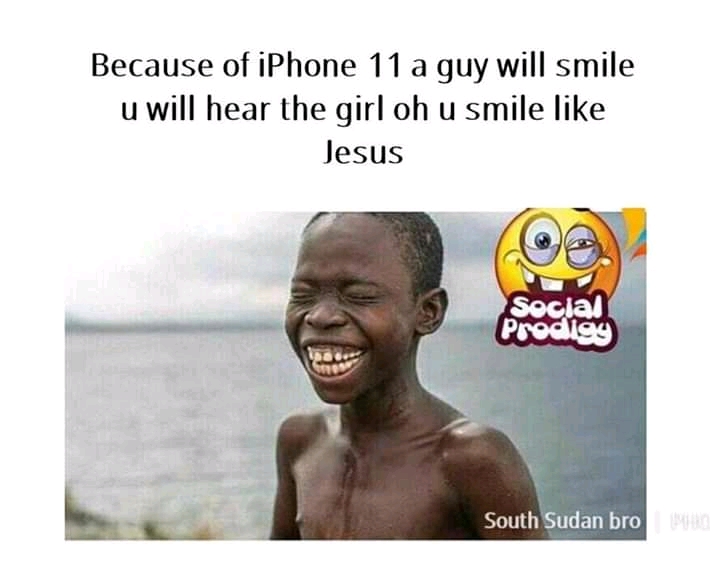 Because of iPhone 11 a guy will smile
u will hear the girl oh u smile like
Jesus
Social
Prodigy
South Sudan bro